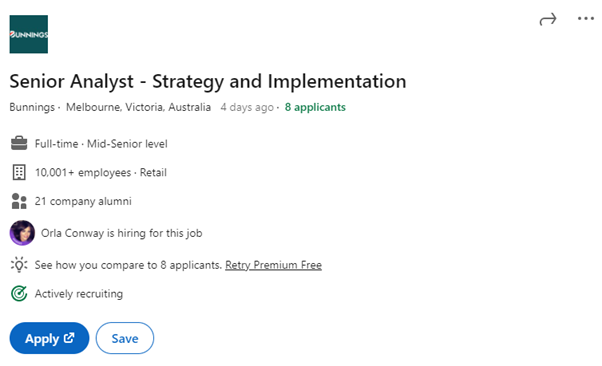 BUNNINGS
Senior Analyst - Strategy and Implementation
Bunnings · Melbourne, Victoria, Australia 4 days ago · 8 applicants
Full-time · Mid-Senior level
10,001+ employees · Retail
21 company alumni
Orla Conway is hiring for this job
See how you compare to 8 applicants. Retry Premium Free
Actively recruiting
Apply Save